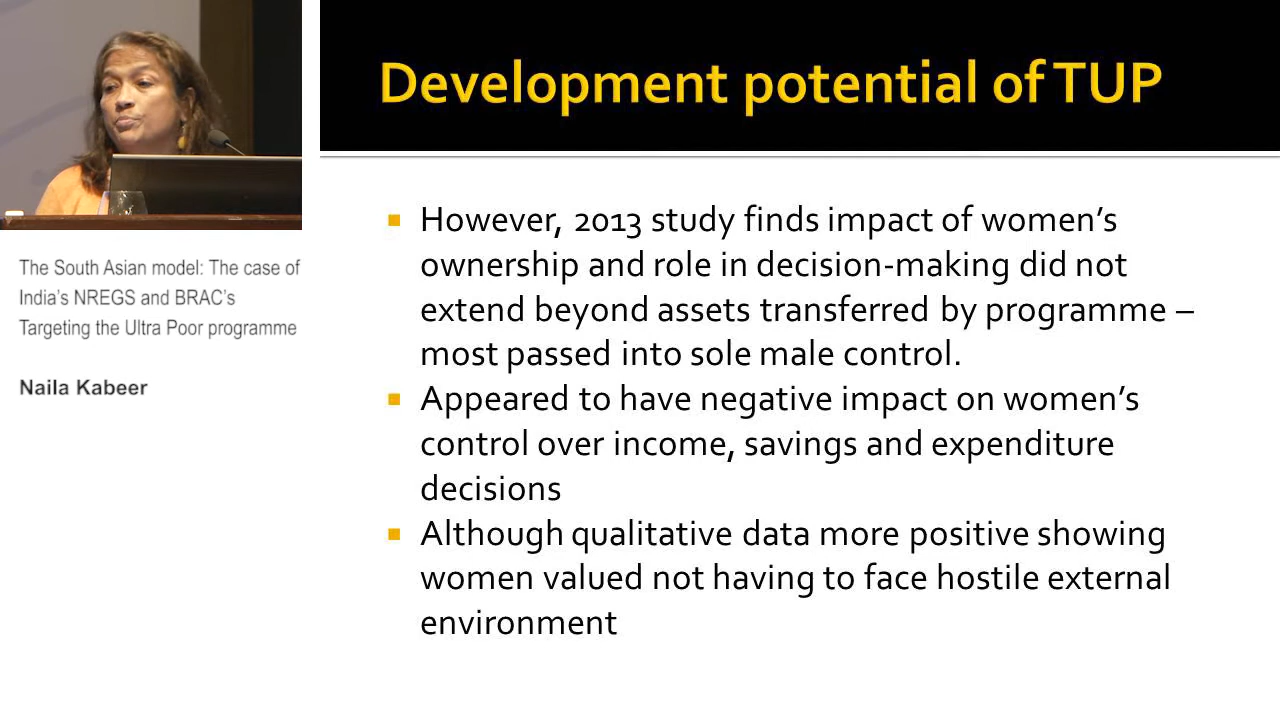 Development potential of TUP
However, 2013 study finds impact of women’s
ownership and role in decision-making did not
extend beyond assets transferred by programme –
most passed into sole male control.
Appeared to have negative impact on women’s
control over income, savings and expenditure
decisions
Although qualitative data more positive showing
women valued not having to face hostile external
environment
The South Asian model: The case of
India’s NREGS and BRAC’s
Targeting the Ultra Poor programme
Naila Kabeer